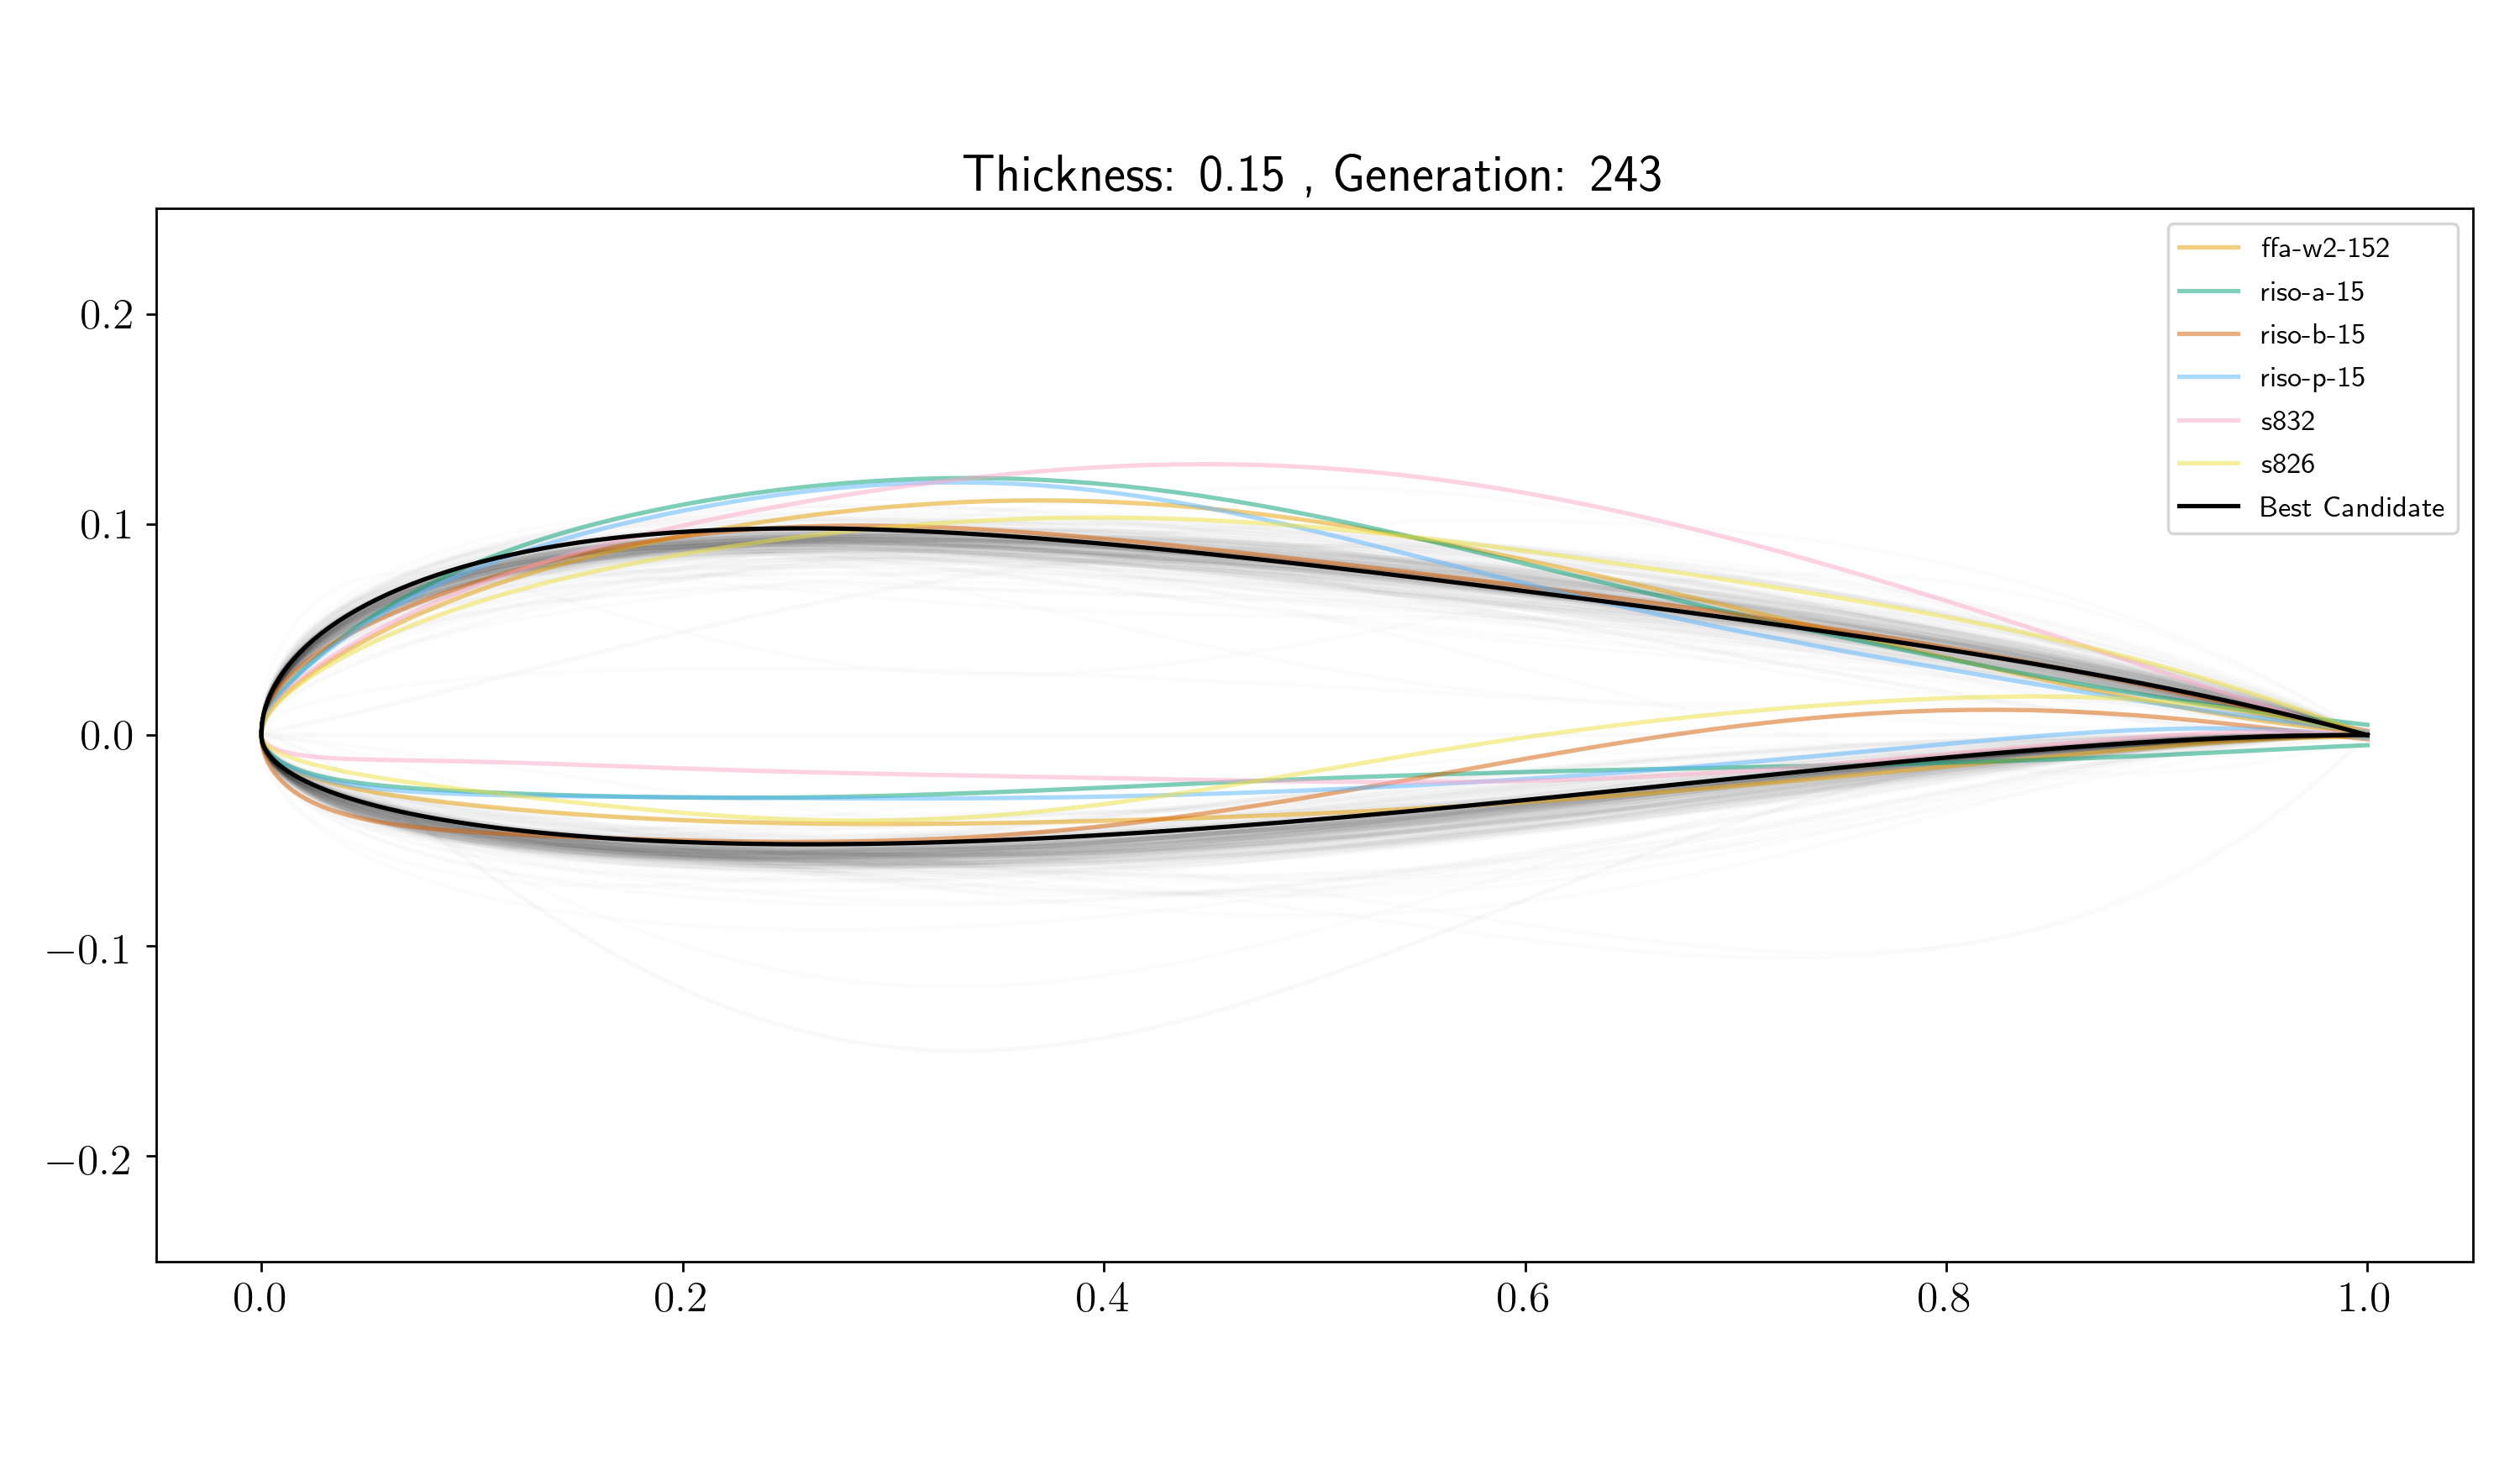 Thickness: 0.15 , Generation: 243
ffa-w2-152
riso-a-15
riso-b-15
riso-p-15
s832
s826
Best Candidate
0.2
0.1
0.0
−0.1
−0.2
0.0 0.2 0.4 0.6 0.8 1.0